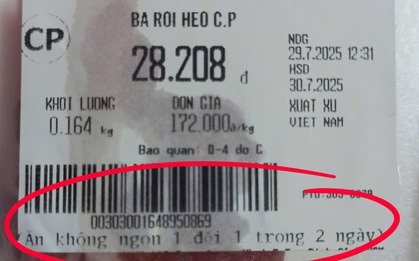 CP
BA ROI HEO C.P
28.208 đ
NDG
29.7.2025 12:31
HSD
30.7.2025
KHOI LUONG
0.164 kg
DON GIA
172.000đ/kg
XUAT XU
VIET NAM
Bao quan: 0-4 do C
0030300164895086​9
(Ăn không ngon 1 đổi 1 trong 2 ngày)